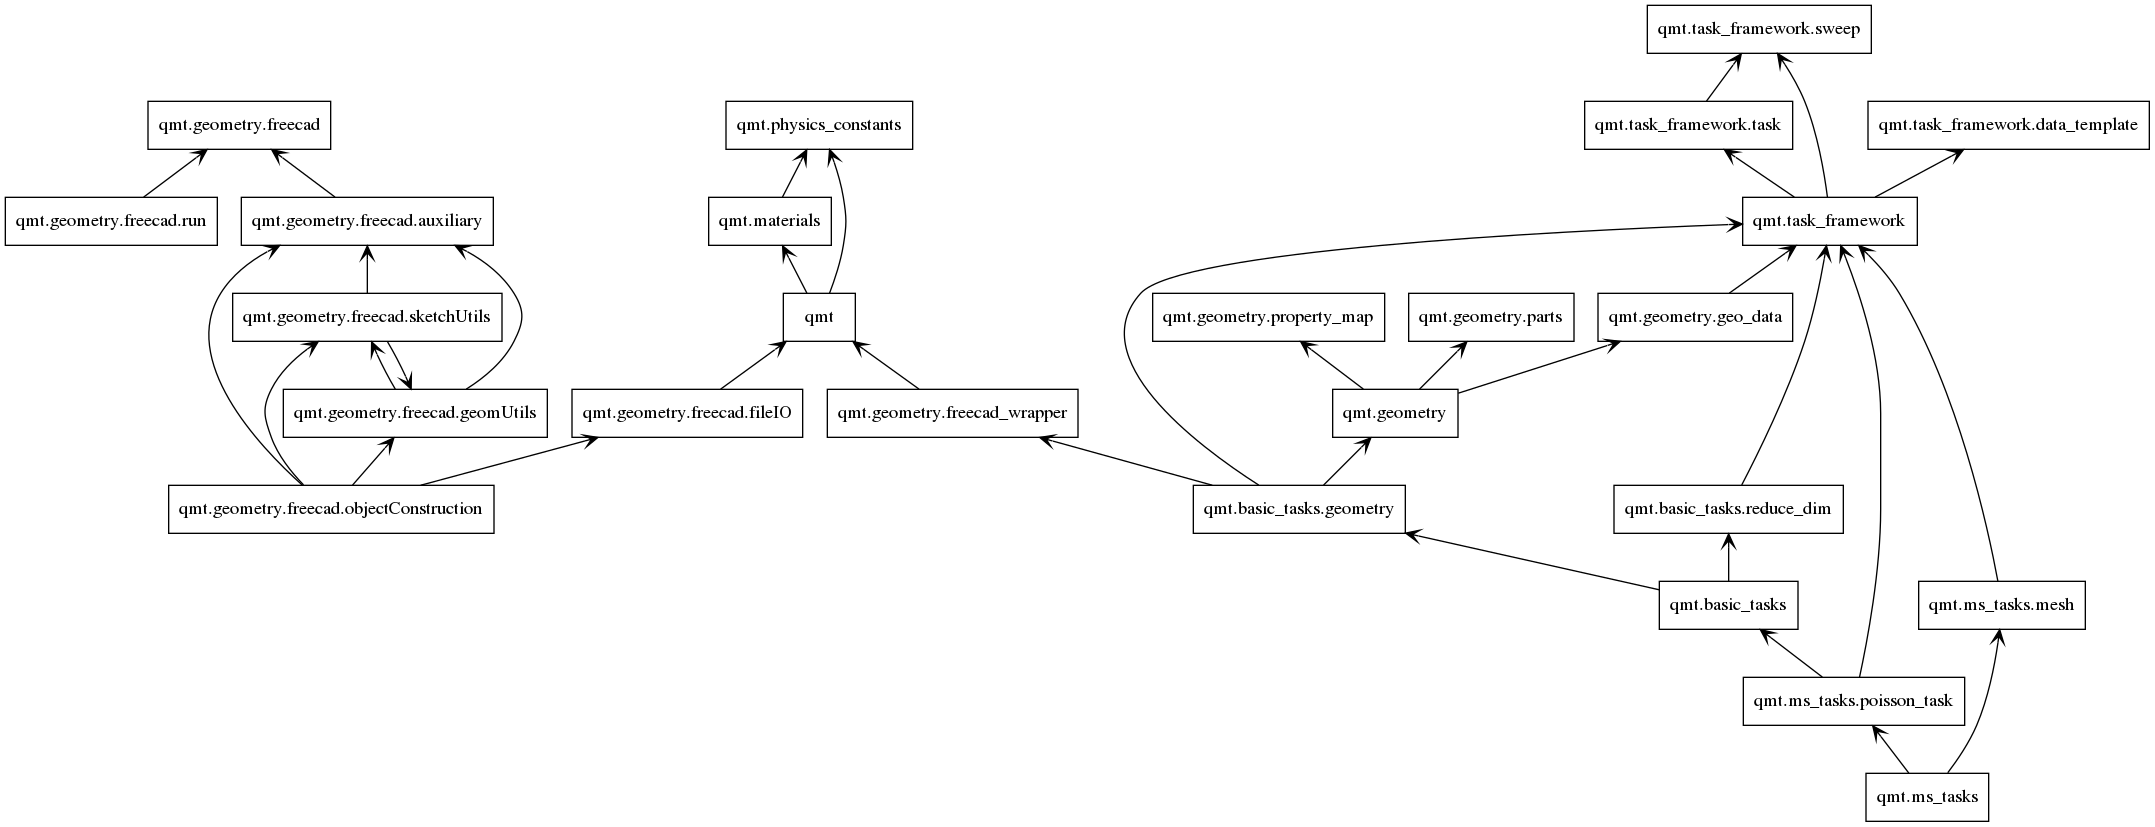 qmt.task_framework.sweep
qmt.geometry.freecad
qmt.physics_constants
qmt.task_framework.task
qmt.task_framework.data_template
qmt.geometry.freecad.run
qmt.geometry.freecad.auxiliary
qmt.materials
qmt.task_framework
qmt.geometry.freecad.sketchUtils
qmt
qmt.geometry.property_map
qmt.geometry.parts
qmt.geometry.geo_data
qmt.geometry.freecad.geomUtils
qmt.geometry.freecad.fileIO
qmt.geometry.freecad_wrapper
qmt.geometry
qmt.geometry.freecad.objectConstruction
qmt.basic_tasks.geometry
qmt.basic_tasks.reduce_dim
qmt.basic_tasks
qmt.ms_tasks.mesh
qmt.ms_tasks.poisson_task
qmt.ms_tasks